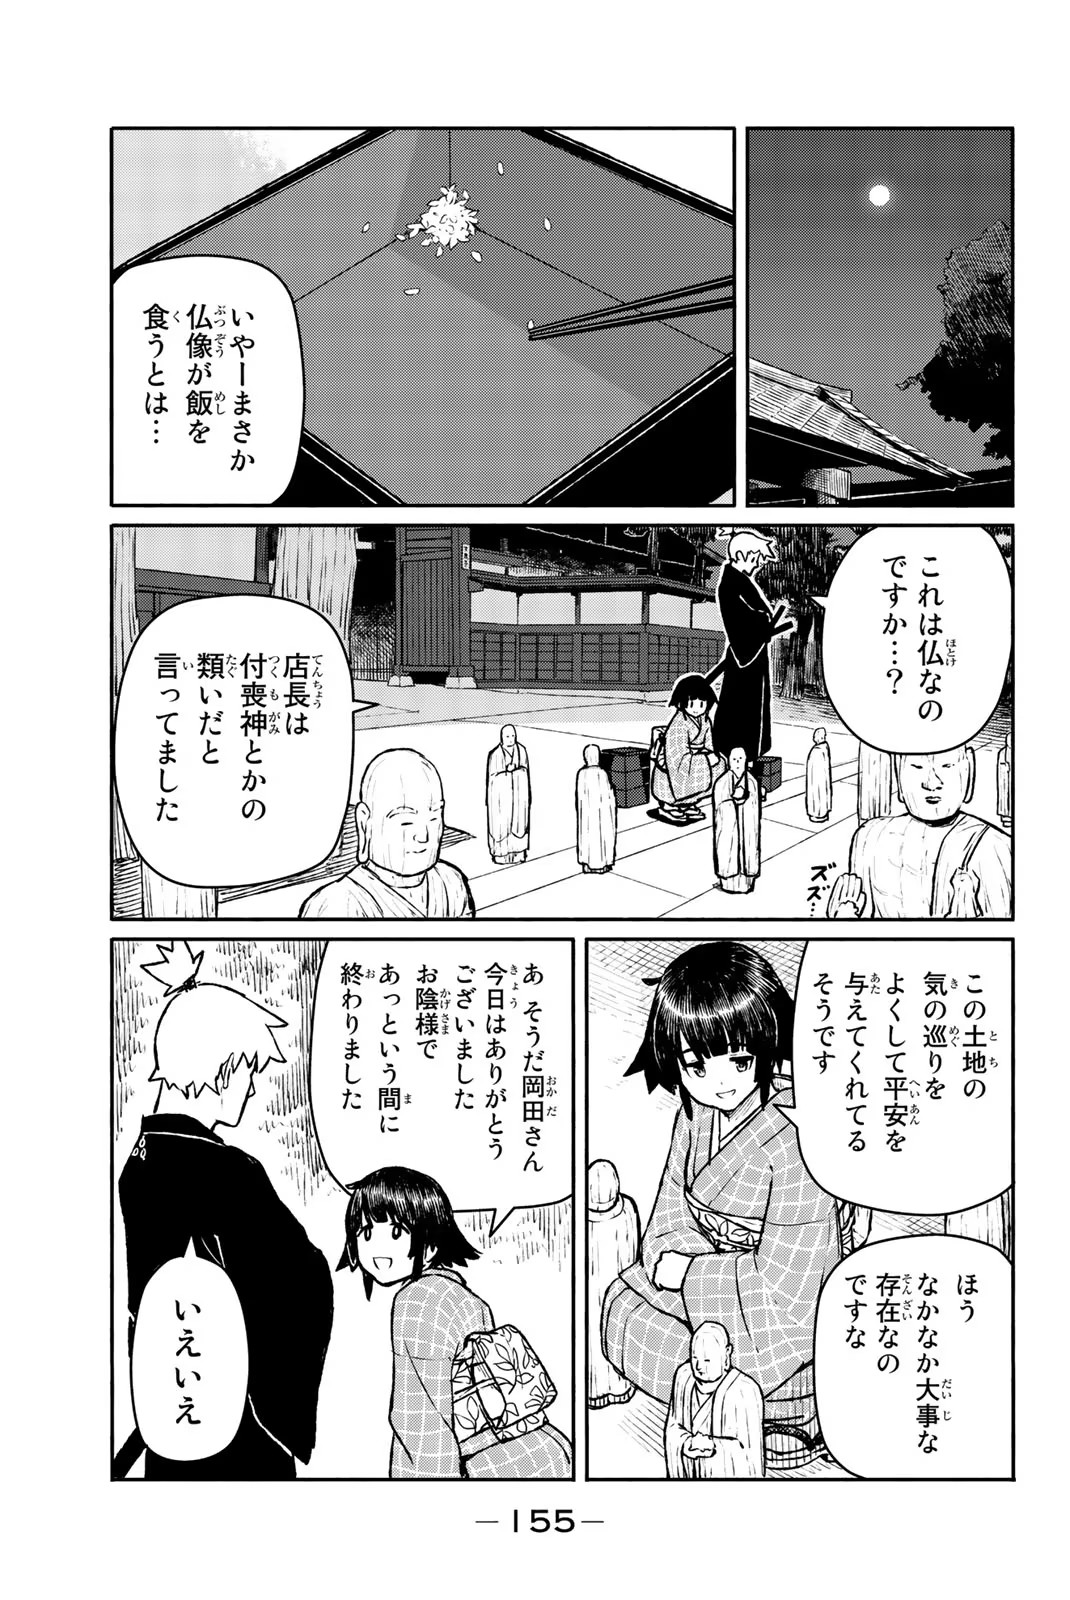 いやーまさか
仏像が飯を
食うとは…
これは仏なの
ですか…?
店長は
付喪神とかの
類いだと
言ってました
ズズ…
この土地の
気の巡りを
よくして平安を
与えてくれてる
そうです
ほう
なかなか大事な
存在なの
ですな
あ そうだ岡田さん
今日はありがとう
ございました
お陰様で
あっという間に
終わりました
いえいえ
—155—